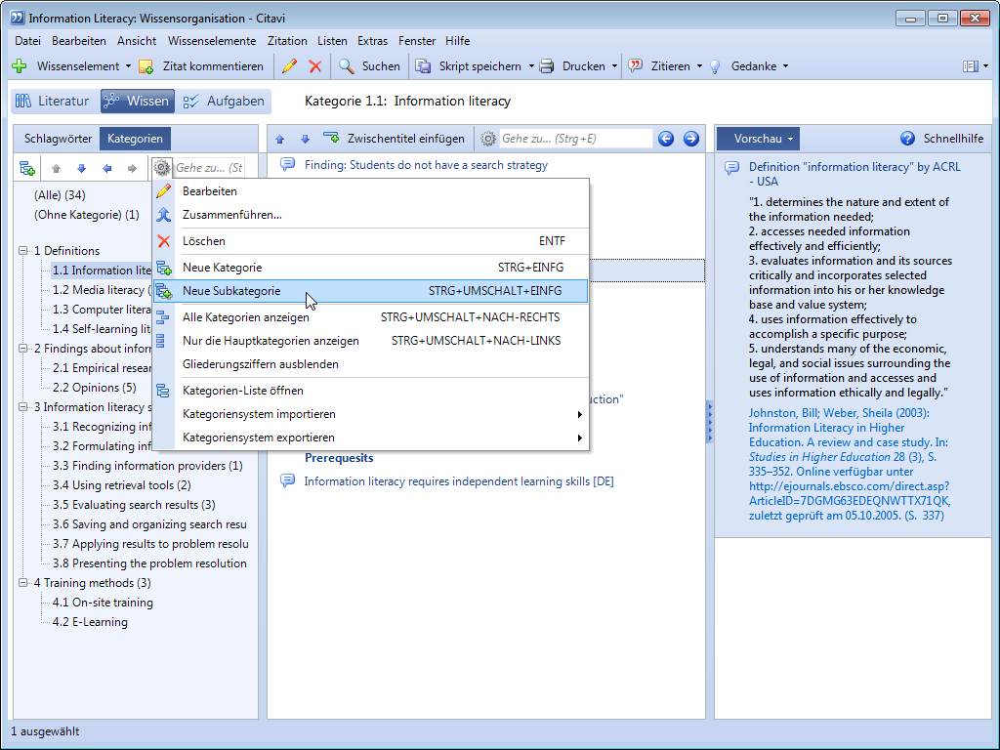 Information Literacy: Wissensorganisation - Citavi
Datei Bearbeiten Ansicht Wissenselemente Zitation Listen Extras Fenster Hilfe
Wissenselement Zitat kommentieren Suchen Skript speichern Drucken Zitieren Gedanke
Literatur Wissen Aufgaben Kategorie 1.1: Information literacy
Schlagwörter Kategorien
Gehe zu... (St
(Alle) (34)
(Ohne Kategorie) (1)
1 Definitions
1.1 Information lite
1.2 Media literacy (
1.3 Computer litera
1.4 Self-learning lit
2 Findings about inforr
2.1 Empirical resear
2.2 Opinions (5)
3 Information literacy s
3.1 Recognizing inf
3.2 Formulating inf
3.3 Finding information providers (1)
3.4 Using retrieval tools (2)
3.5 Evaluating search results (3)
3.6 Saving and organizing search resu
3.7 Applying results to problem resolu
3.8 Presenting the problem resolution
4 Training methods (3)
4.1 On-site training
4.2 E-Learning
Bearbeiten
Zusammenführen...
Löschen ENTF
Neue Kategorie STRG+EINFG
Neue Subkategorie STRG+UMSCHALT+EINFG
Alle Kategorien anzeigen STRG+UMSCHALT+NACH-RECHTS
Nur die Hauptkategorien anzeigen STRG+UMSCHALT+NACH-LINKS
Gliederungsziffern ausblenden
Kategorien-Liste öffnen
Kategoriensystem importieren
Kategoriensystem exportieren
Zwischentitel einfügen Gehe zu... (Strg+E)
Finding: Students do not have a search strategy
uction"
Prerequesits
Information literacy requires independent learning skills [DE]
Vorschau Schnellhilfe
Definition "information literacy" by ACRL
- USA
"1. determines the nature and extent of
the information needed;
2. accesses needed information
effectively and efficiently;
3. evaluates information and its sources
critically and incorporates selected
information into his or her knowledge
base and value system;
4. uses information effectively to
accomplish a specific purpose;
5. understands many of the economic,
legal, and social issues surrounding the
use of information and accesses and
uses information ethically and legally."
Johnston, Bill; Weber, Sheila (2003):
Information Literacy in Higher
Education. A review and case study. In:
Studies in Higher Education 28 (3), S.
335–352. Online verfügbar unter
http://ejournals.ebsco.com/direct.asp?
ArticleID=7DGMG63EDEQNWTTX71QK,
zuletzt geprüft am 05.10.2005. (S. 337)
1 ausgewählt